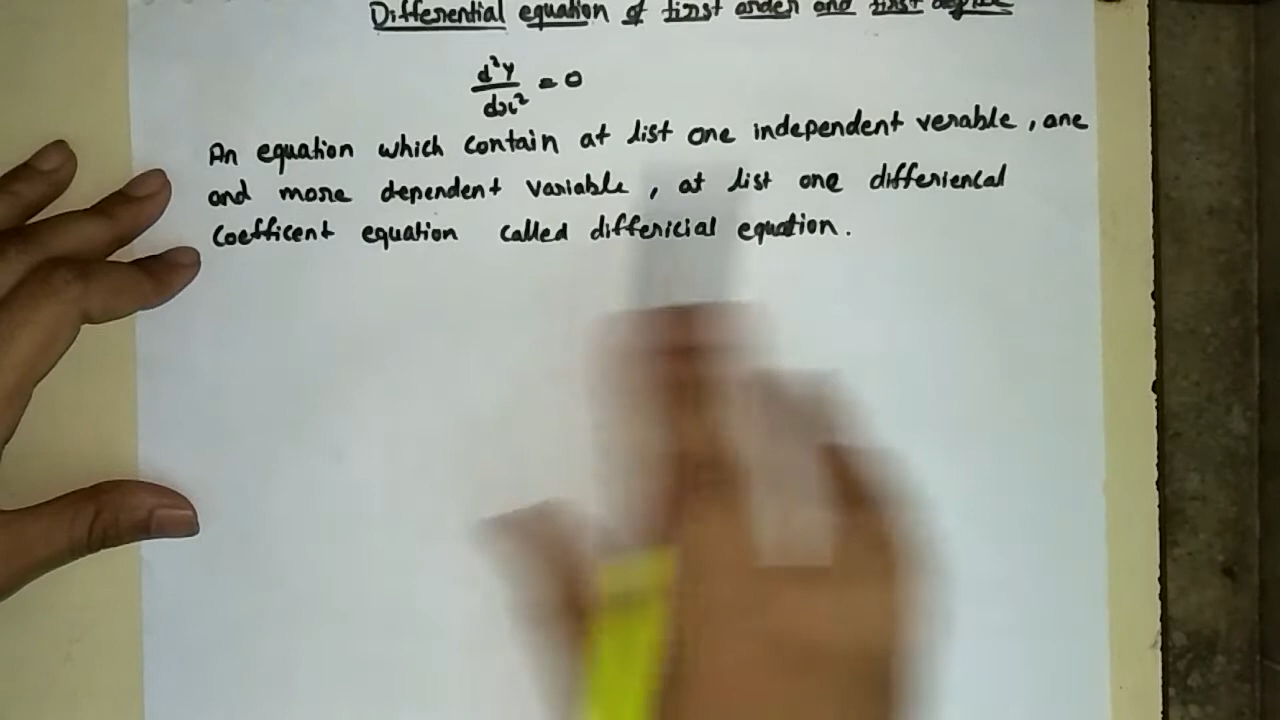 Differential equation of first order and first degree
d²y/dx² = 0
An equation which contain at list one independent verable, one
and more dependent variable, at list one differiencal
Coefficent equation called differicial equation.